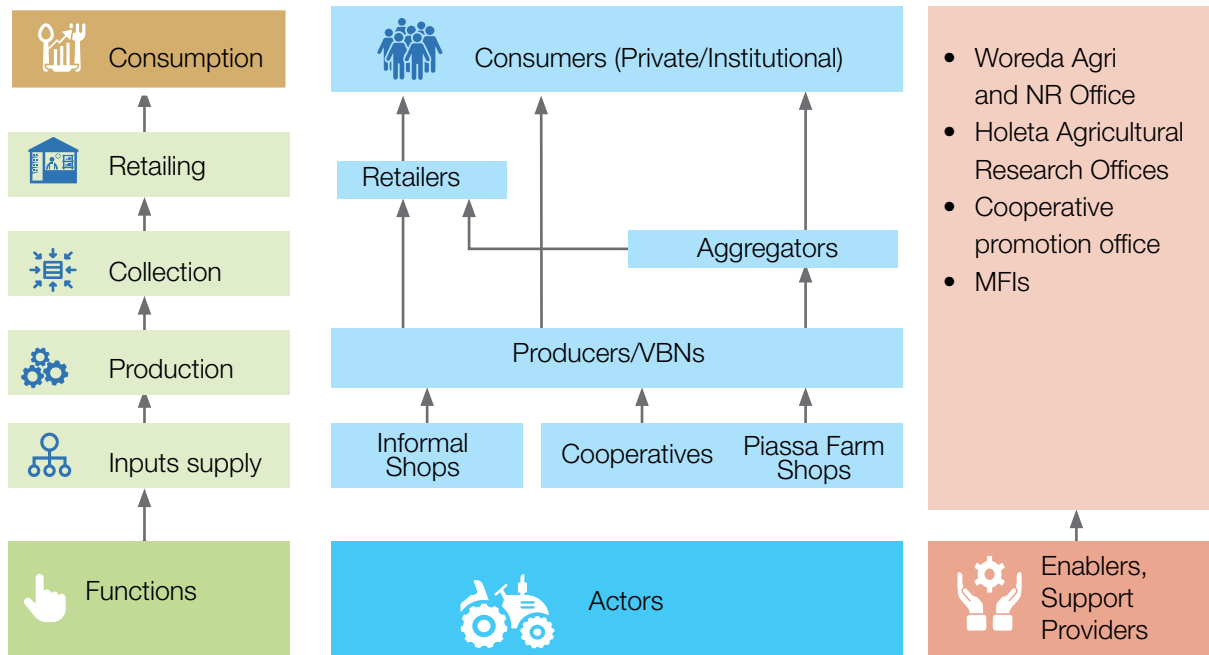 Consumption
Retailing
Collection
Production
Inputs supply
Functions
Consumers (Private/Institutional)
Retailers
Aggregators
Producers/VBNs
Informal
Shops
Cooperatives
Piassa Farm
Shops
Actors
• Woreda Agri
and NR Office
• Holeta Agricultural
Research Offices
• Cooperative
promotion office
• MFIs
Enablers,
Support
Providers